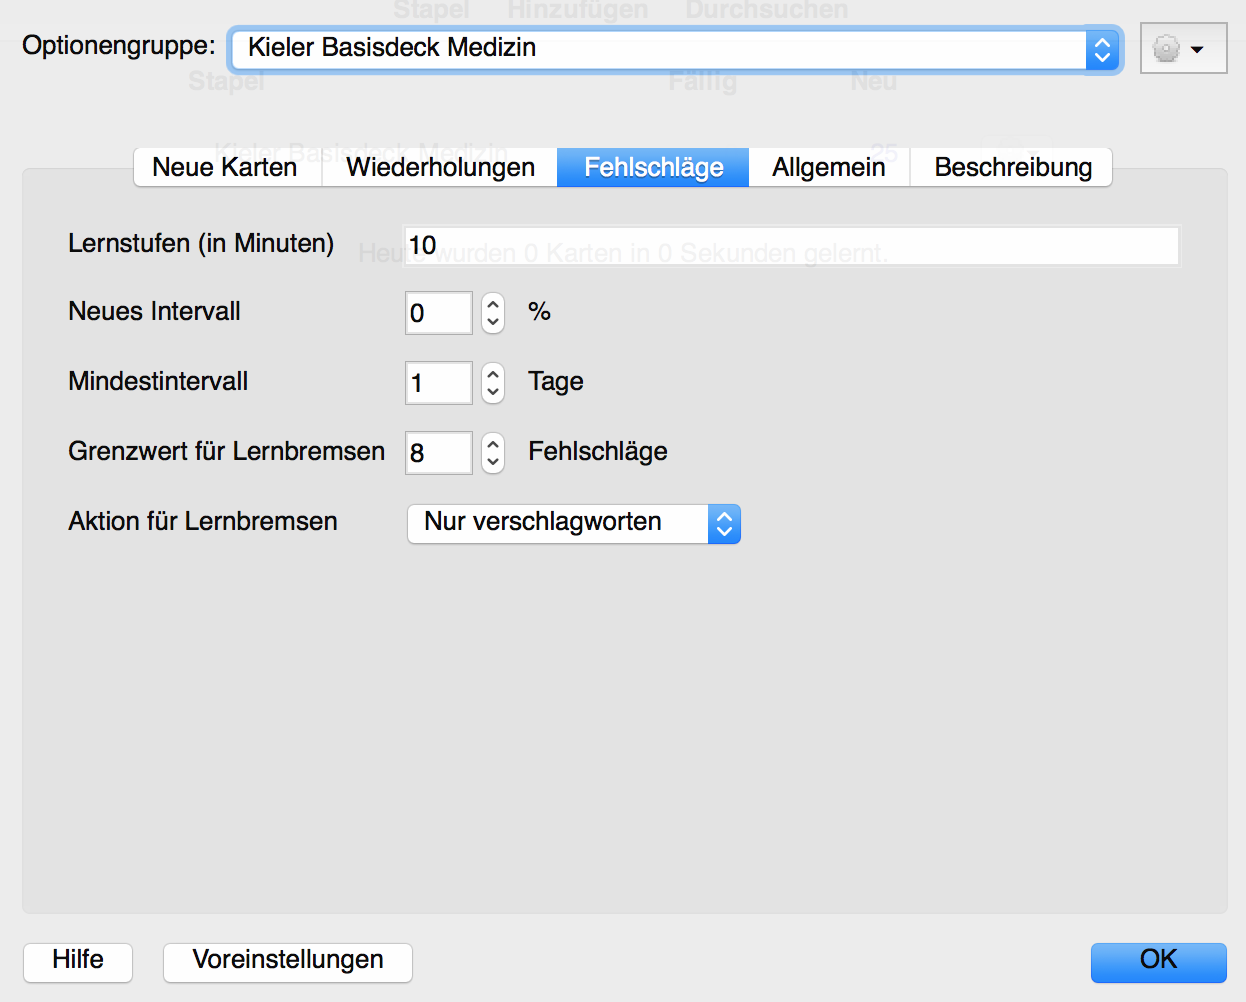 Stapel Hinzufügen Durchsuchen
Optionengruppe: Kieler Basisdeck Medizin
Stapel Fällig Neu
Kieler Basisdeck Medizin 25
Neue Karten Wiederholungen Fehlschläge Allgemein Beschreibung
Lernstufen (in Minuten) 10
Heute wurden 0 Karten in 0 Sekunden gelernt.
Neues Intervall 0 %
Mindestintervall 1 Tage
Grenzwert für Lernbremsen 8 Fehlschläge
Aktion für Lernbremsen Nur verschlagworten
Hilfe Voreinstellungen OK